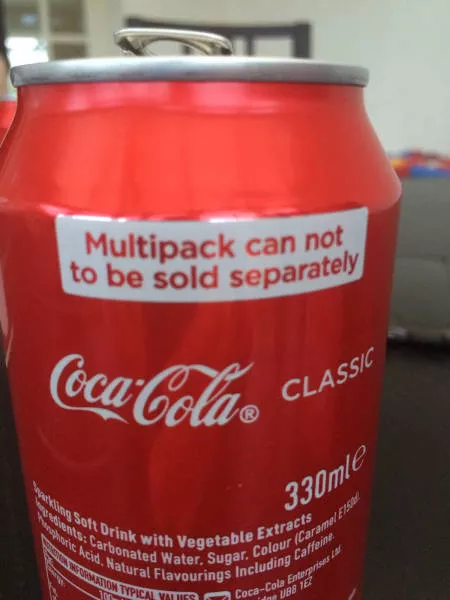 Multipack can not
to be sold separately
Coca-Cola® CLASSIC
330ml e
Sparkling Soft Drink with Vegetable Extracts
Ingredients: Carbonated Water, Sugar, Colour (Caramel E150d),
Phosphoric Acid, Natural Flavourings Including Caffeine.
NUTRITION INFORMATION TYPICAL VALUES
Coca-Cola Enterprises Ltd
UB8 1EZ